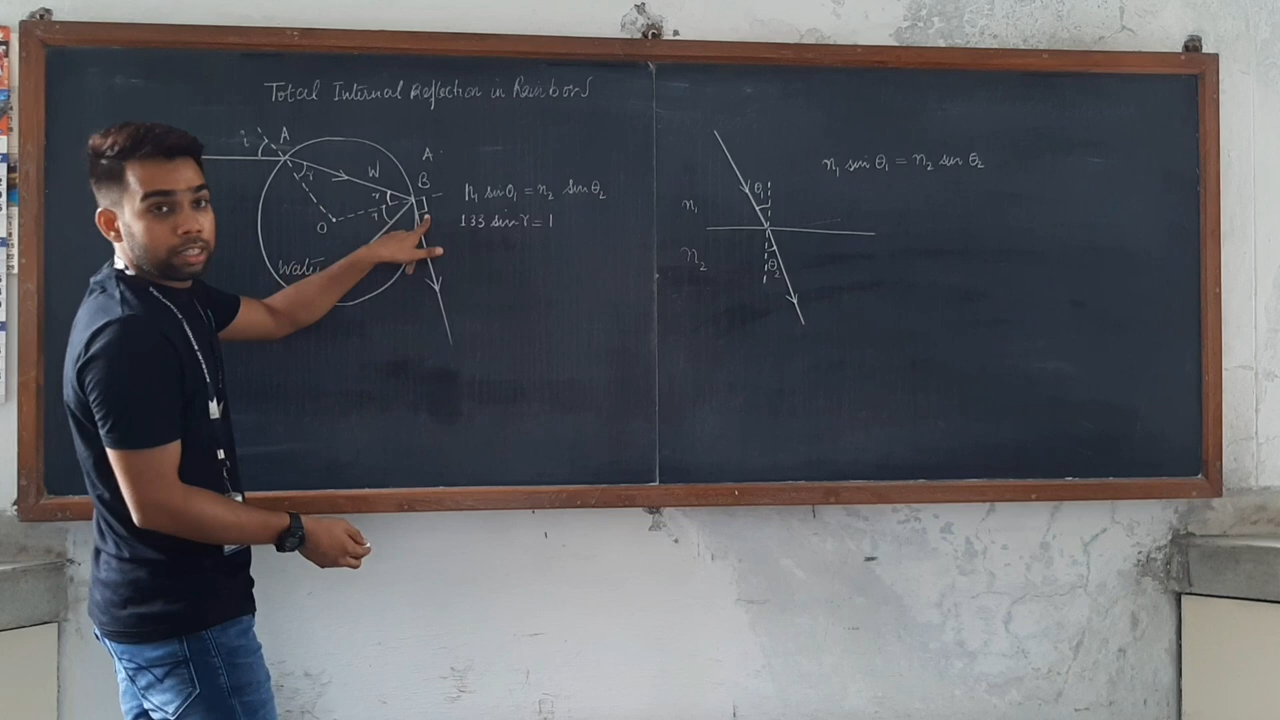 Total Internal Reflection in Rainbows
i
A
r
W
A
B
r
r
O
Water
n₁ sin θ₁ = n₂ sin θ₂
1 33 sin r = 1
θ₁
n₁
n₂
θ₂
n₁ sin θ₁ = n₂ sin θ₂